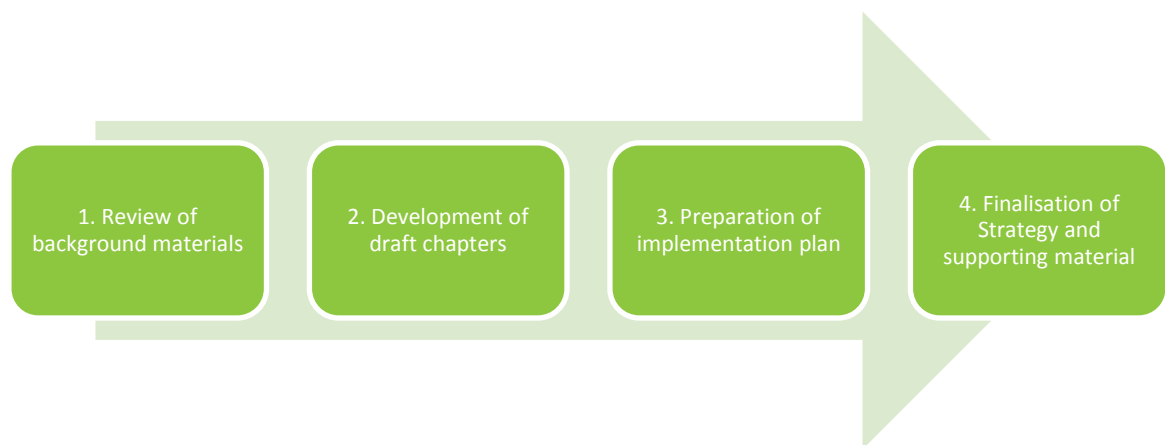 1. Review of
background materials
2. Development of
draft chapters
3. Preparation of
implementation plan
4. Finalisation of
Strategy and
supporting material